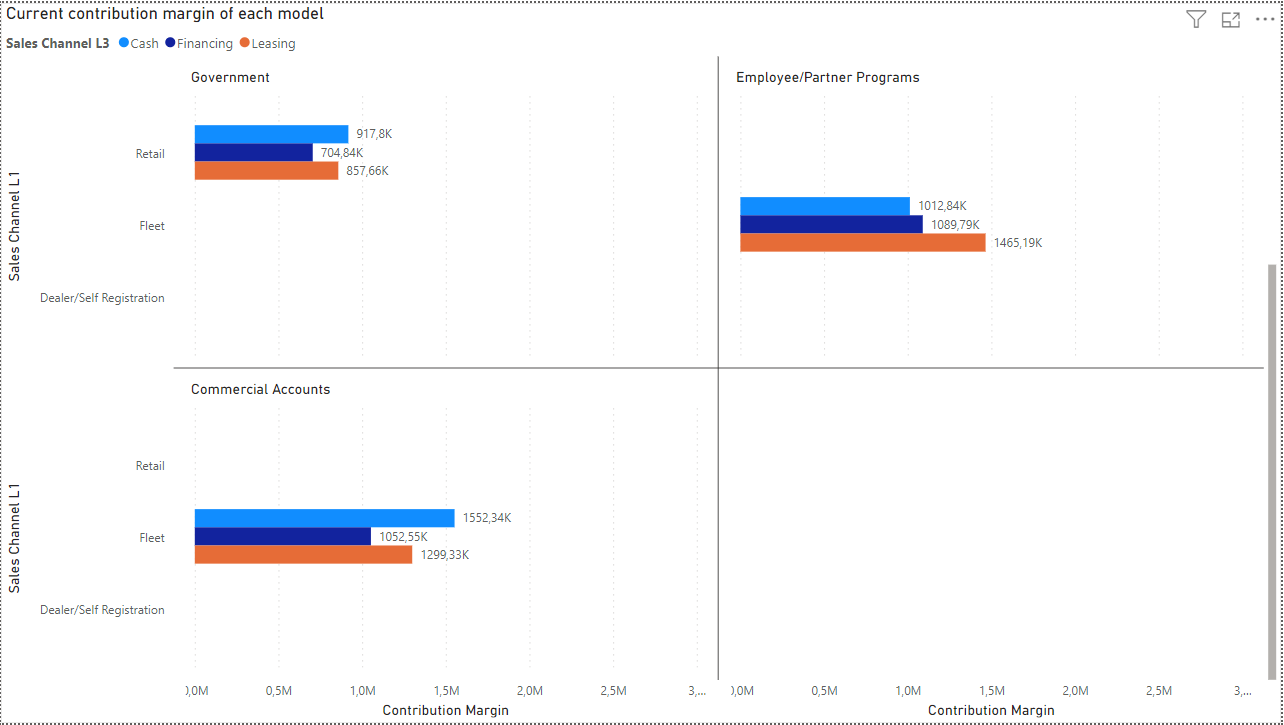 Current contribution margin of each model
Sales Channel L3 Cash Financing Leasing
Government
Sales Channel L1
Retail
917,8K
704,84K
857,66K
Fleet
Dealer/Self Registration
Employee/Partner Programs
1012,84K
1089,79K
1465,19K
Commercial Accounts
Sales Channel L1
Retail
Fleet
1552,34K
1052,55K
1299,33K
Dealer/Self Registration
0,0M 0,5M 1,0M 1,5M 2,0M 2,5M 3,...
Contribution Margin
0,0M 0,5M 1,0M 1,5M 2,0M 2,5M 3,...
Contribution Margin